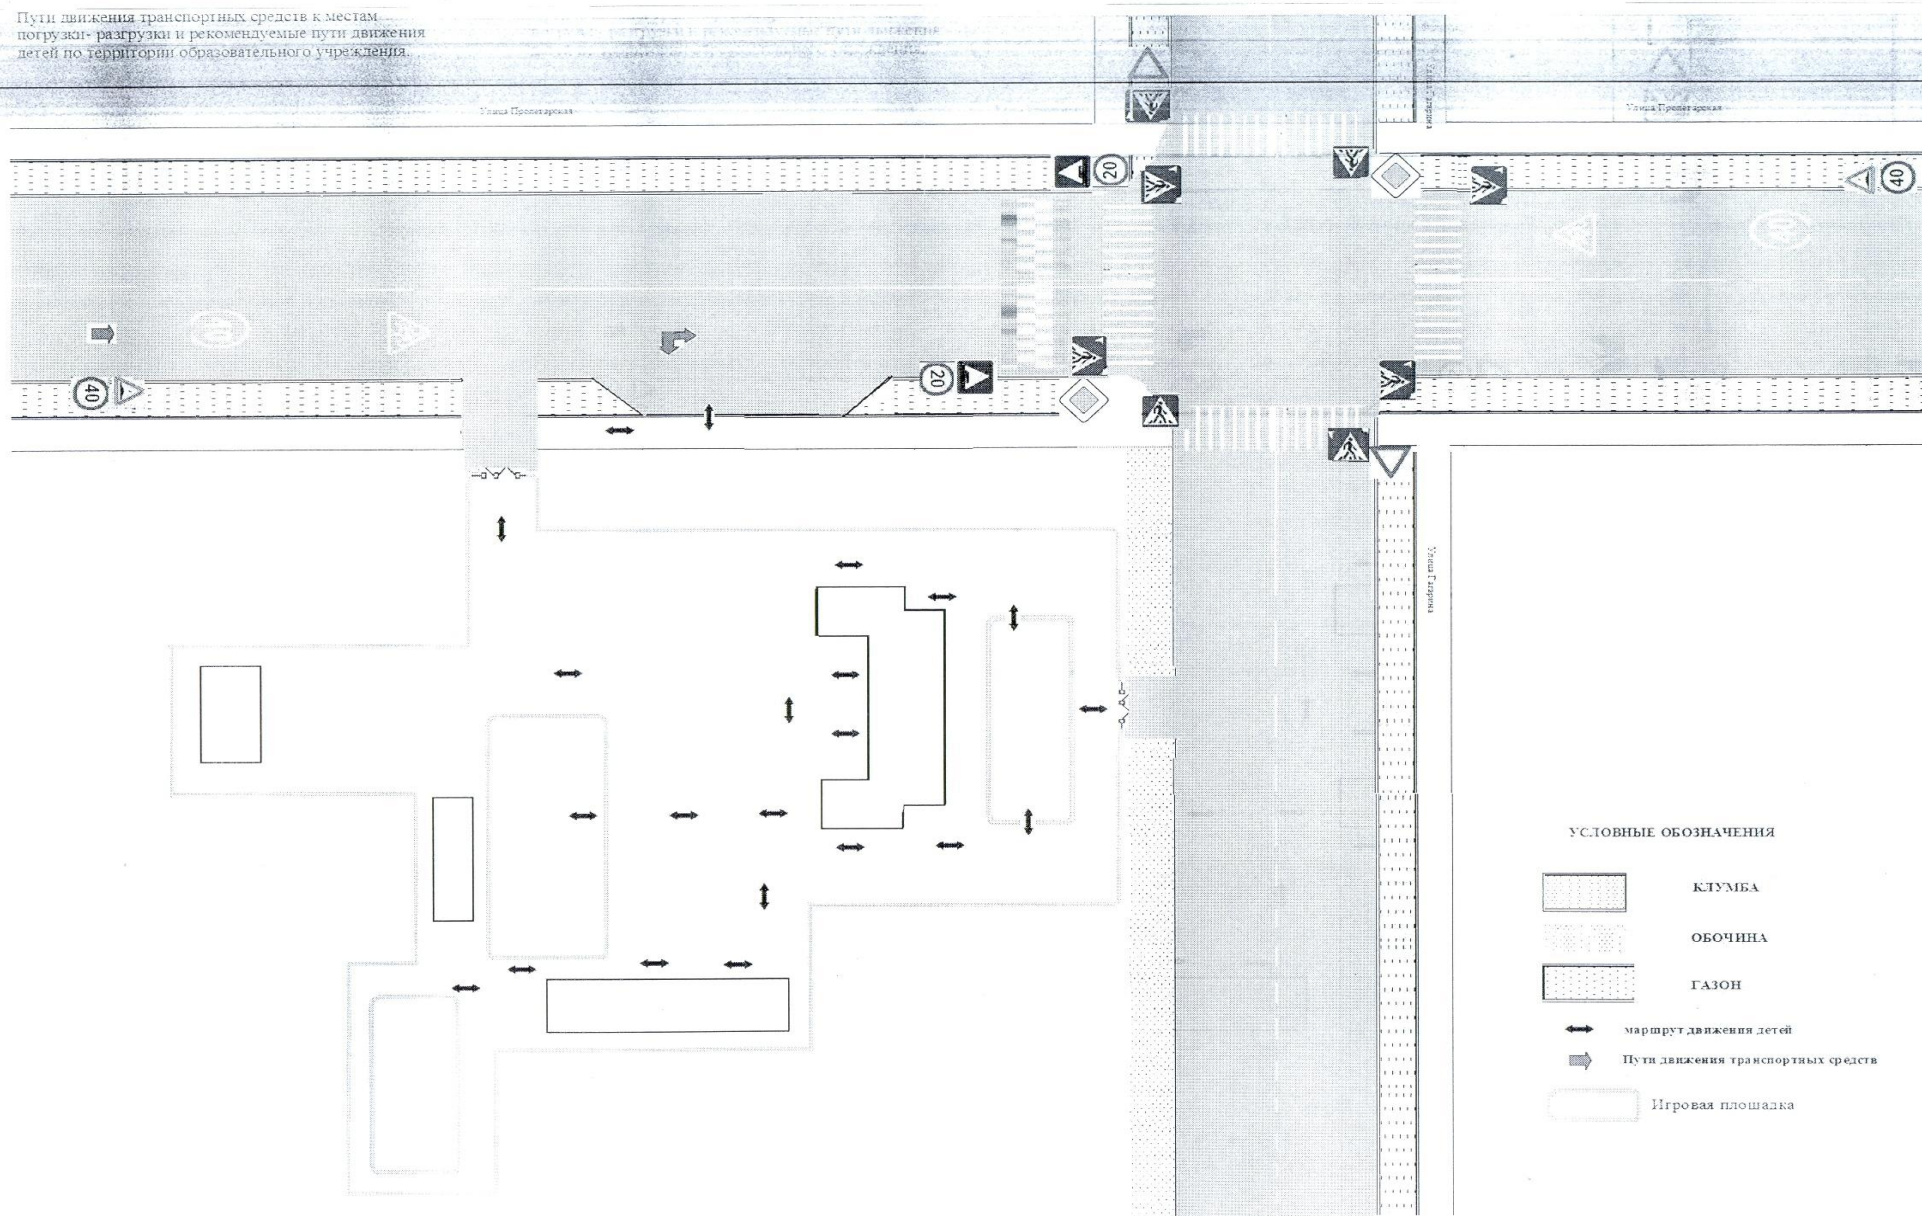 Пути движения транспортных средств к местам
погрузки- разгрузки и рекомендуемые пути движения
детей по территории образовательного учреждения.
Улица Пролетарская
Улица Пролетарская
20
40
40
40
40
20
Улица Гагарина
УСЛОВНЫЕ ОБОЗНАЧЕНИЯ
КЛУМБА
ОБОЧИНА
ГАЗОН
маршрут движения детей
Пути движения транспортных средств
Игровая площадка